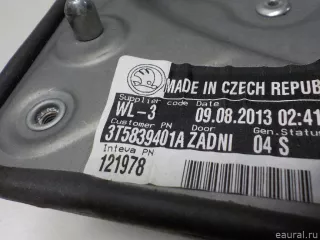 MADE IN CZECH REPUBL
Supplier code Date
WL-3 09.08.2013 02:41
Customer PN Door Gen.Status
3T5839401A ZADNI 04 S
Inteva PN
121978
© eaural.ru